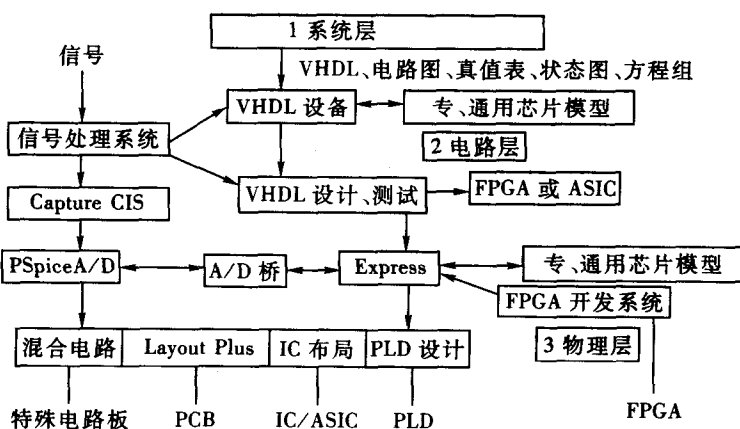 1 系统层
信号
VHDL、电路图、真值表、状态图、方程组
VHDL 设备
专、通用芯片模型
信号处理系统
2 电路层
VHDL 设计、测试
FPGA 或 ASIC
Capture CIS
PSpiceA/D
A/D 桥
Express
专、通用芯片模型
FPGA 开发系统
混合电路
Layout Plus
IC 布局
PLD 设计
3 物理层
特殊电路板
PCB
IC/ASIC
PLD
FPGA